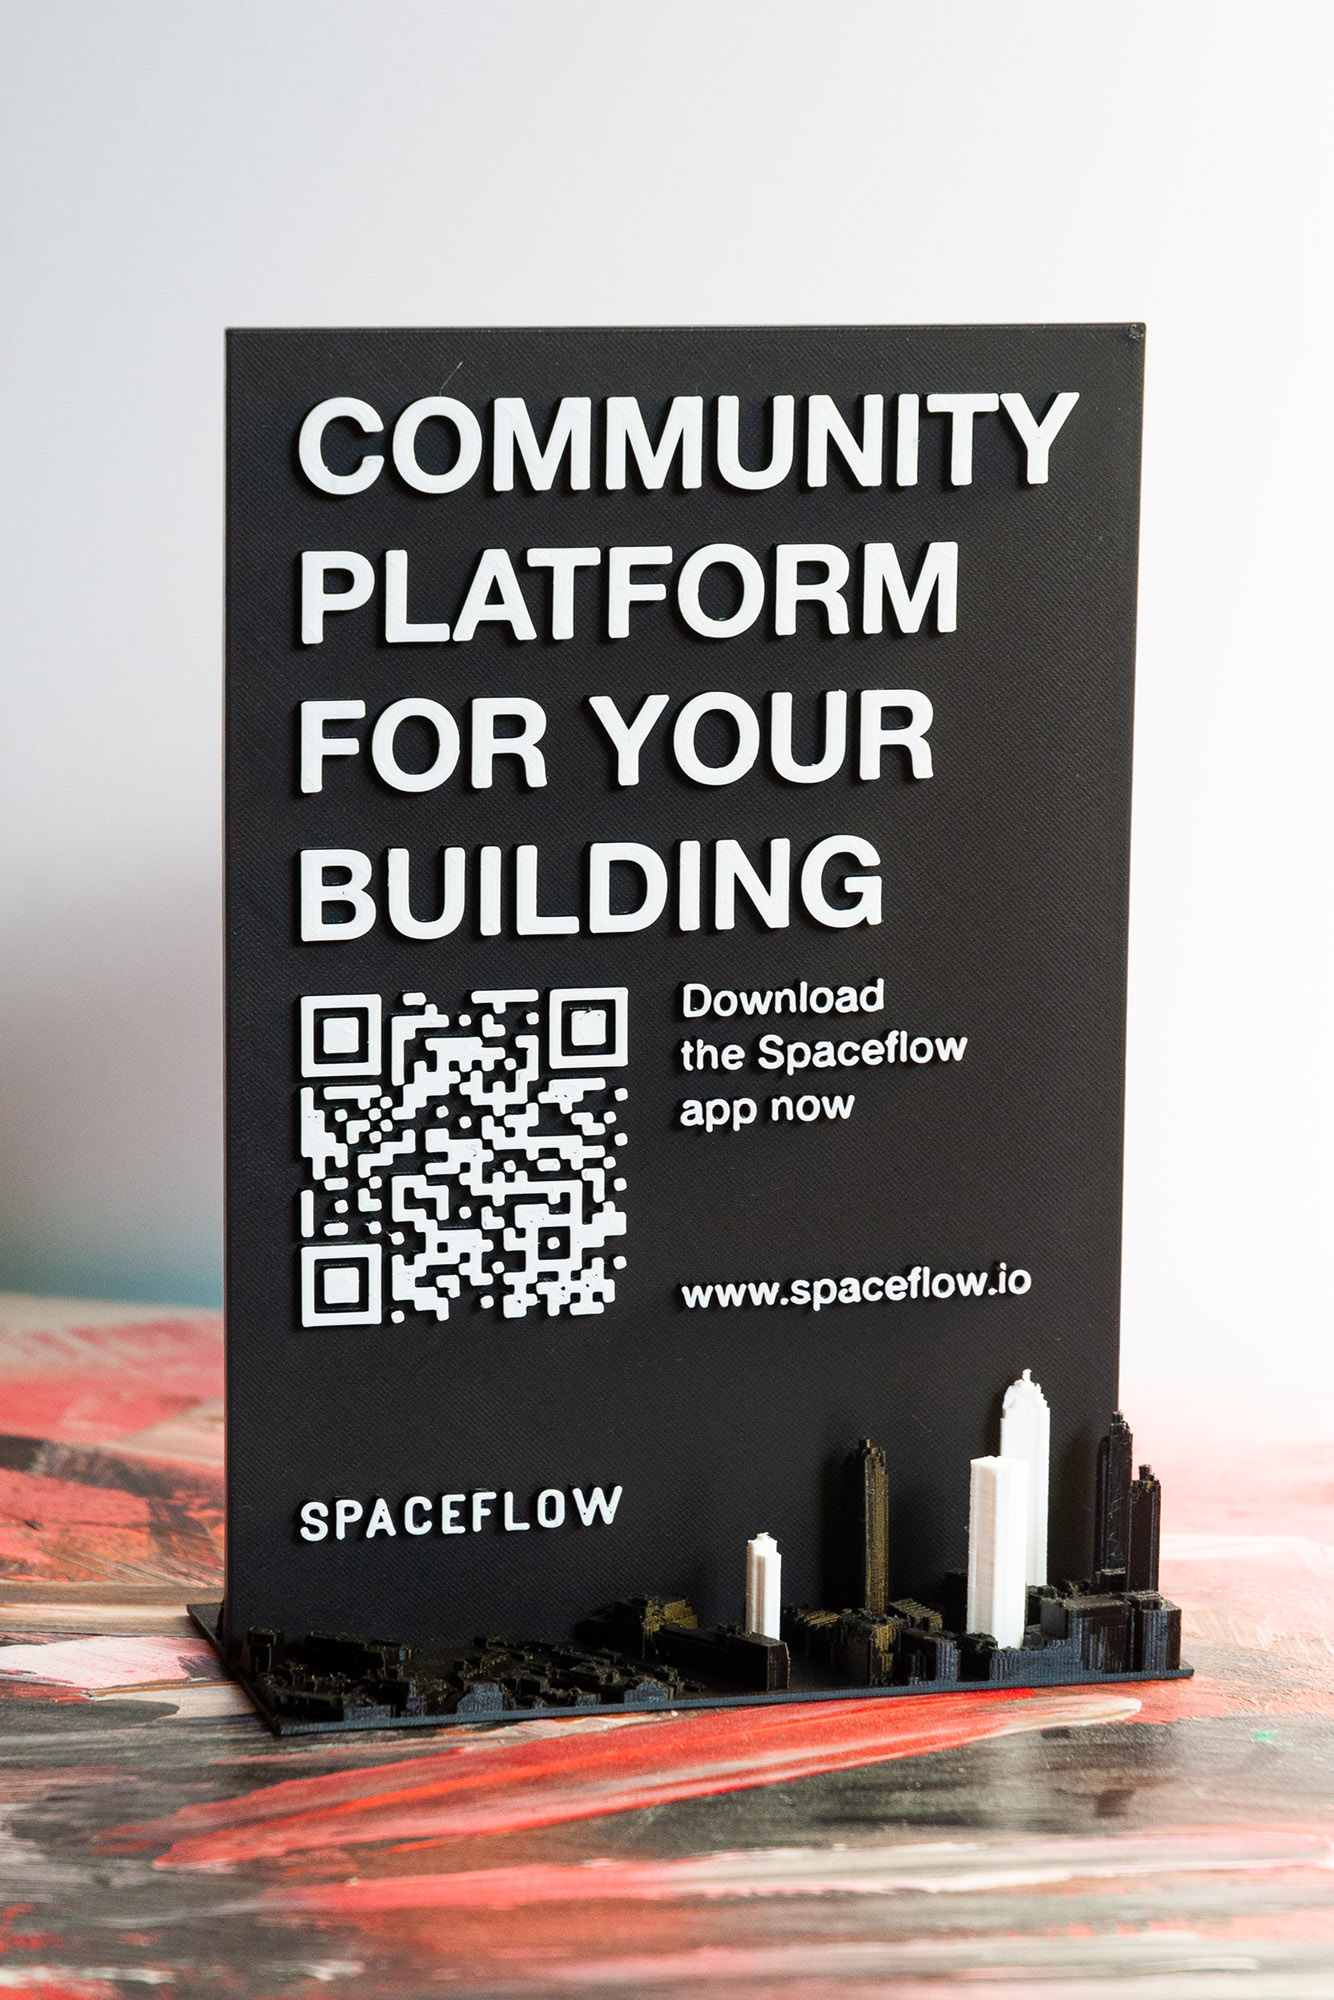 COMMUNITY
PLATFORM
FOR YOUR
BUILDING
Download
the Spaceflow
app now
www.spaceflow.io
SPACEFLOW